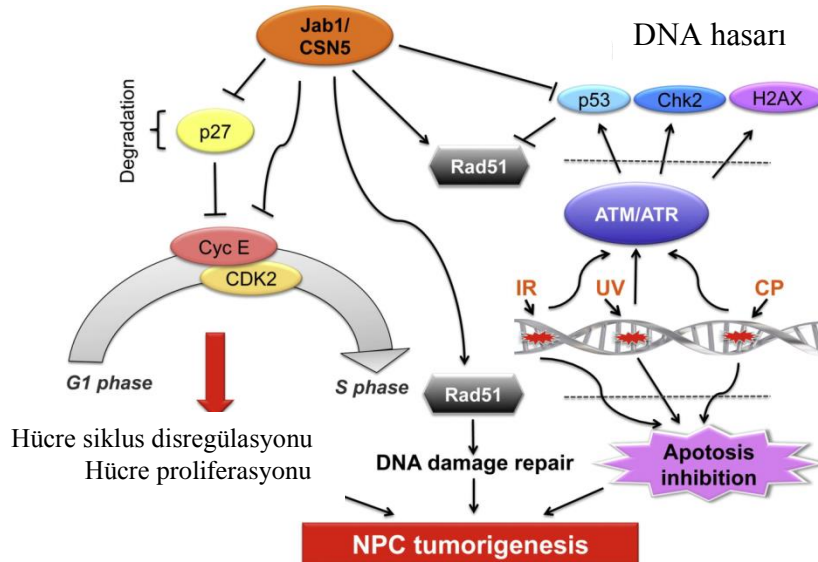 Jab1/
CSN5
DNA hasarı
p53
Chk2
H2AX
Degradation
p27
Rad51
ATM/ATR
Cyc E
CDK2
IR
UV
CP
G1 phase
S phase
Rad51
Hücre siklus disregülasyonu
Hücre proliferasyonu
DNA damage repair
Apotosis
inhibition
NPC tumorigenesis